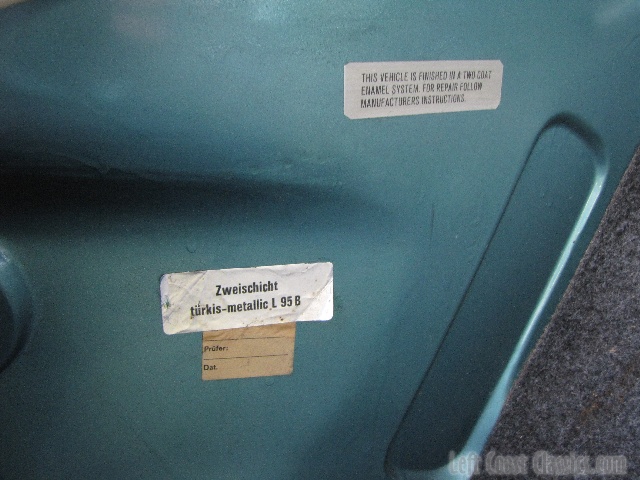 THIS VEHICLE IS FINISHED IN A TWO COAT
ENAMEL SYSTEM. FOR REPAIR FOLLOW
MANUFACTURERS INSTRUCTIONS.
Zweischicht
türkis-metallic L 95 B
Prüfer:
Dat.
Left Coast Classics.com